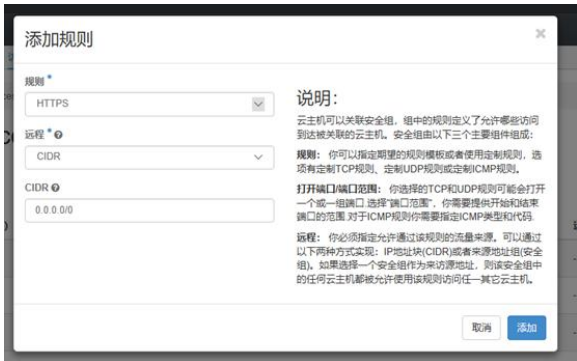 添加规则
×
规则 *
HTTPS
远程 *
CIDR
CIDR
0.0.0.0/0
说明：
云主机可以关联安全组，组中的规则定义了允许哪些访问
到达被关联的云主机。安全组由以下三个主要组件组成：
规则： 你可以指定期望的规则模板或者使用定制规则，选
项有定制TCP规则、定制UDP规则或定制ICMP规则。
打开端口/端口范围： 你选择的TCP和UDP规则可能会打开
一个或一组端口.选择"端口范围"，你需要提供开始和结束
端口的范围.对于ICMP规则你需要指定ICMP类型和代码.
远程： 你必须指定允许通过该规则的流量来源。可以通过
以下两种方式实现：IP地址块(CIDR)或者来源地址组(安全
组)。如果选择一个安全组作为来访源地址，则该安全组中
的任何云主机都被允许使用该规则访问任一其它云主机。
取消
添加